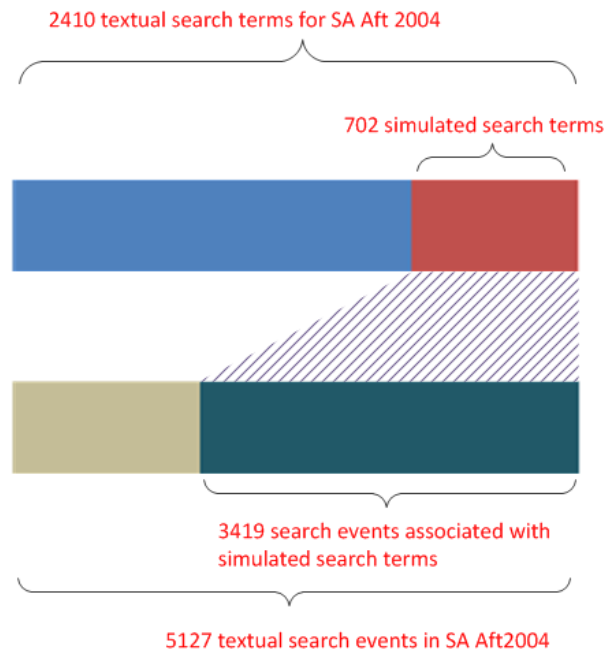 2410 textual search terms for SA Aft 2004
702 simulated search terms
3419 search events associated with
simulated search terms
5127 textual search events in SA Aft2004